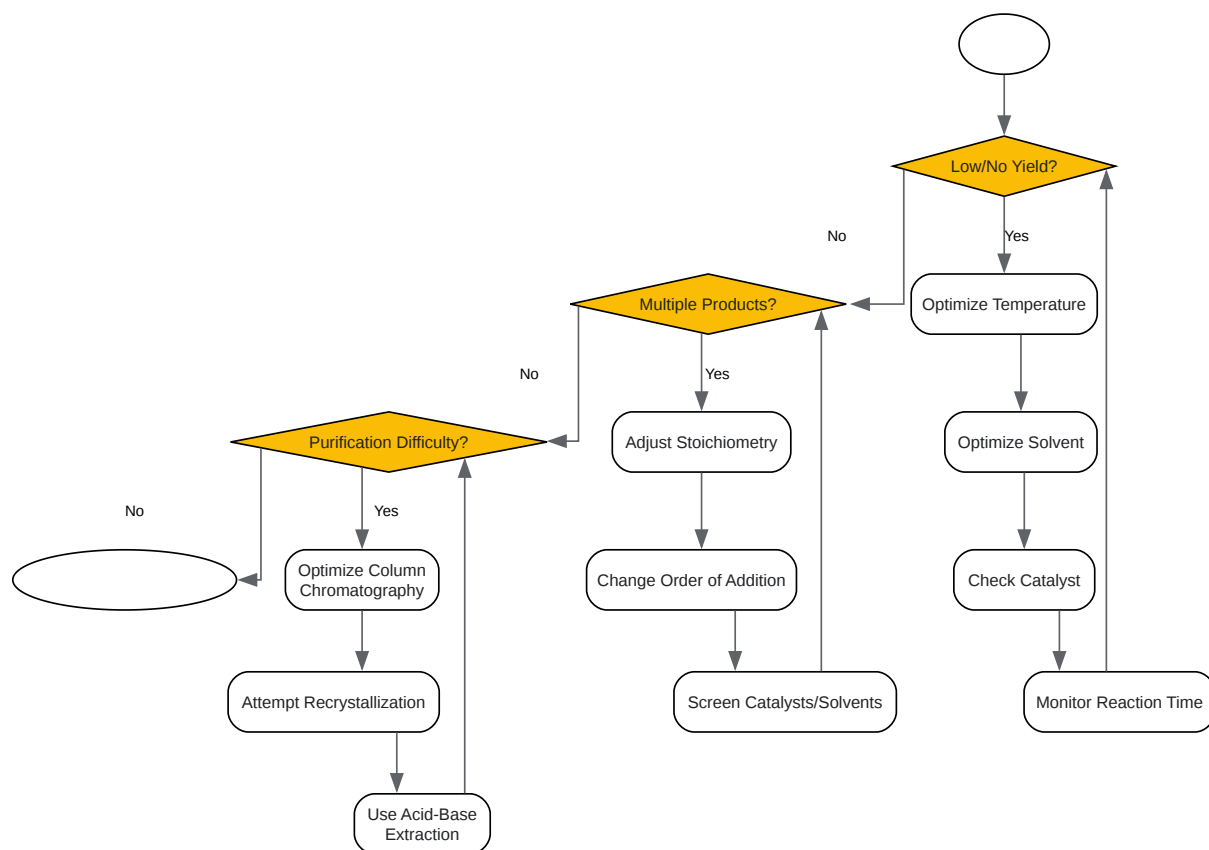 Low/No Yield?
No
Yes
Multiple Products?
Optimize Temperature
No
Yes
Purification Difficulty?
Adjust Stoichiometry
Optimize Solvent
No
Yes
Optimize Column
Chromatography
Change Order of Addition
Check Catalyst
Attempt Recrystallization
Screen Catalysts/Solvents
Monitor Reaction Time
Use Acid-Base
Extraction